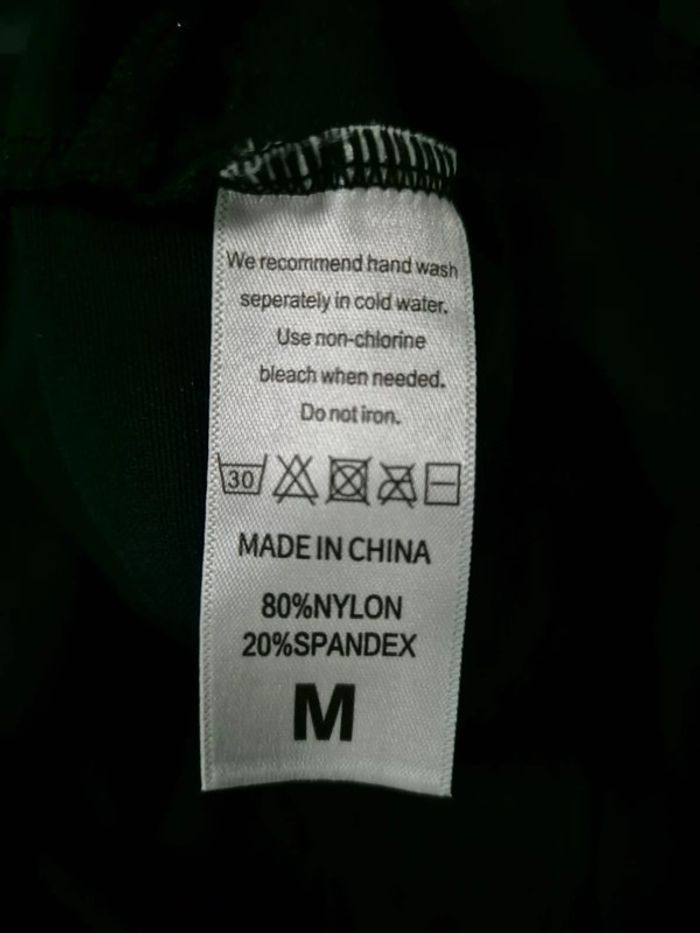 We recommend hand wash
seperately in cold water.
Use non-chlorine
bleach when needed.
Do not iron.
30
MADE IN CHINA
80%NYLON
20%SPANDEX
M